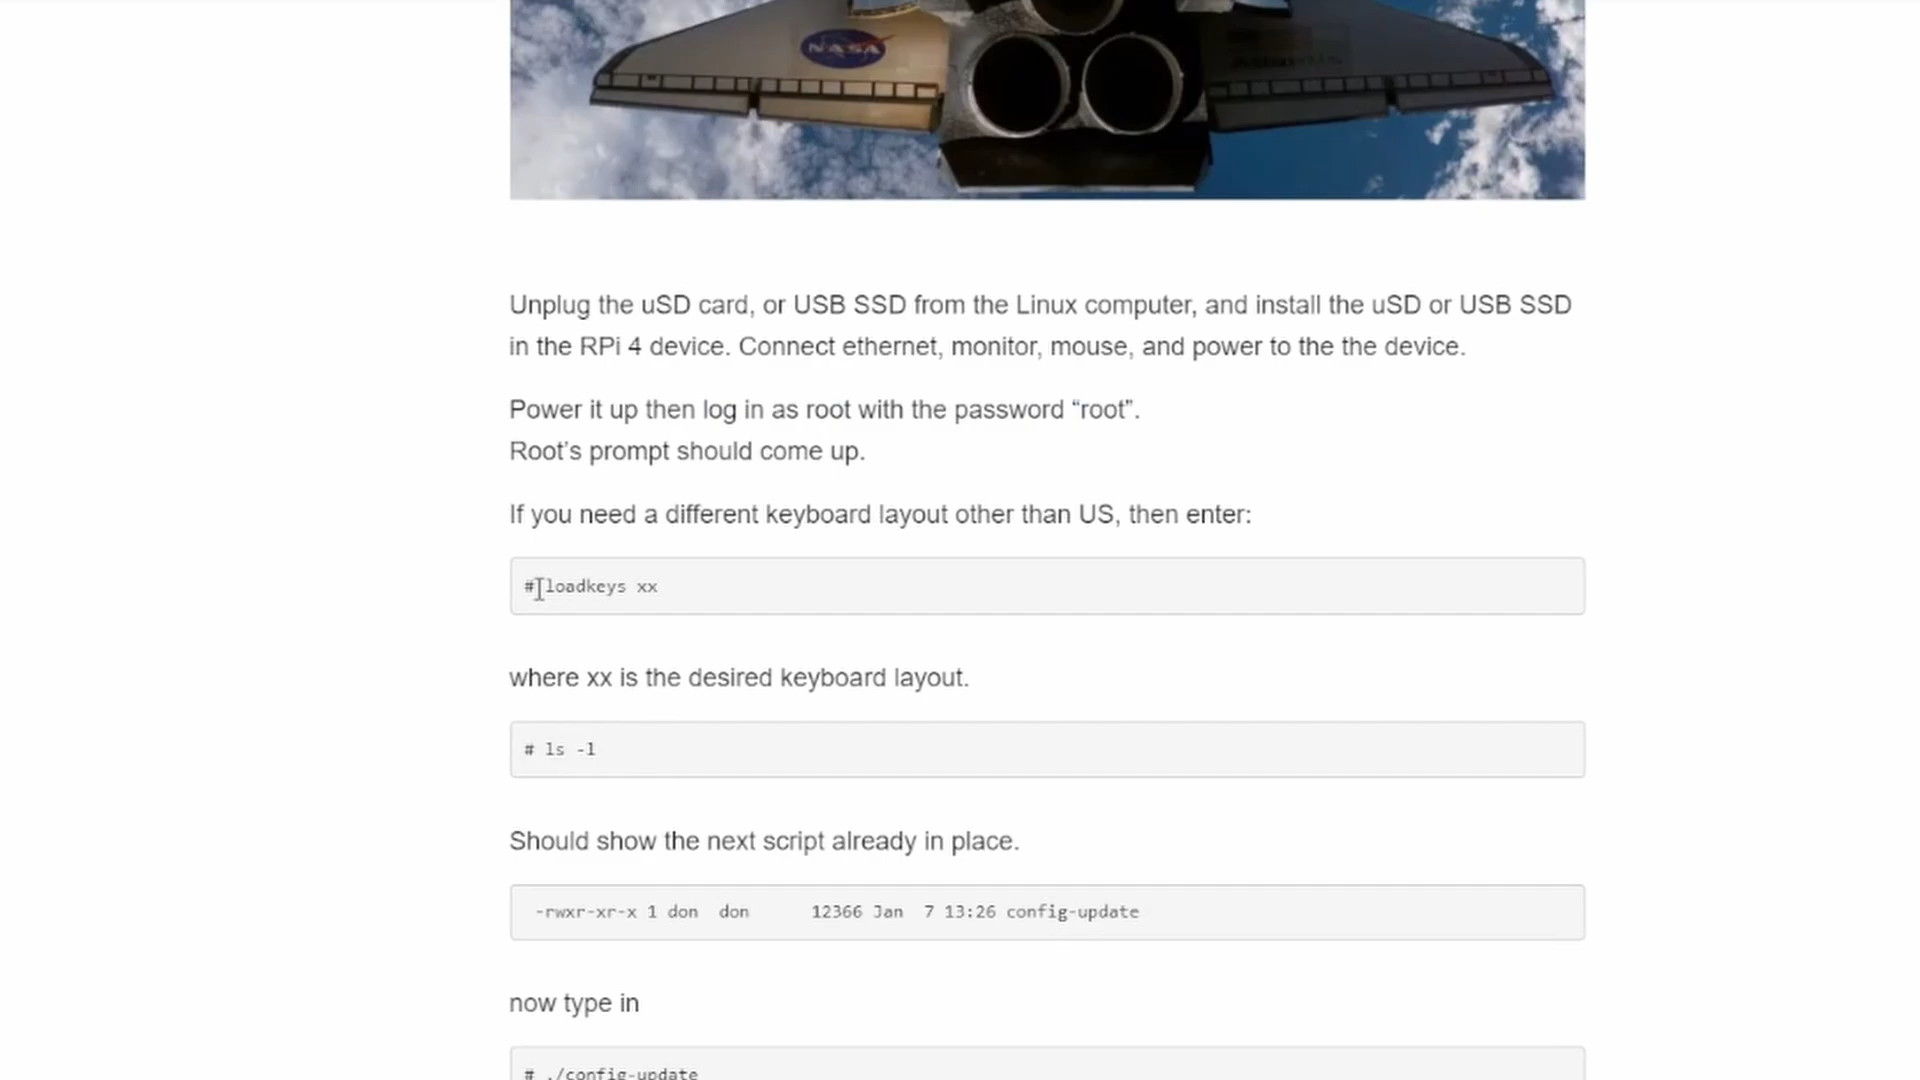 NASA
Unplug the uSD card, or USB SSD from the Linux computer, and install the uSD or USB SSD
in the RPi 4 device. Connect ethernet, monitor, mouse, and power to the the device.
Power it up then log in as root with the password “root”.
Root’s prompt should come up.
If you need a different keyboard layout other than US, then enter:
# loadkeys xx
where xx is the desired keyboard layout.
# ls -l
Should show the next script already in place.
-rwxr-xr-x 1 don  don      12366 Jan  7 13:26 config-update
now type in
# ./config-update